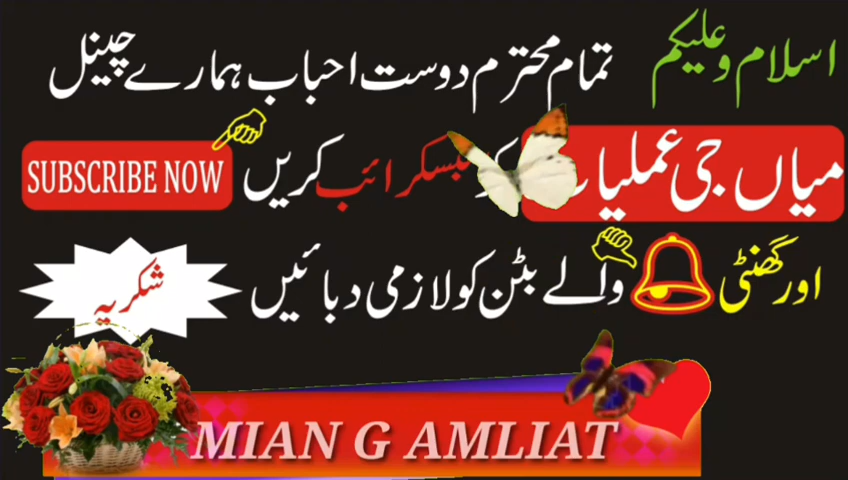 اسلام و علیکم تمام محترم دوست احباب ہمارے چینل
میاں جی عملیات کو سبسکرائب کریں SUBSCRIBE NOW
اور گھنٹی والے بٹن کو لازمی دبائیں شکریہ
MIAN G AMLIAT